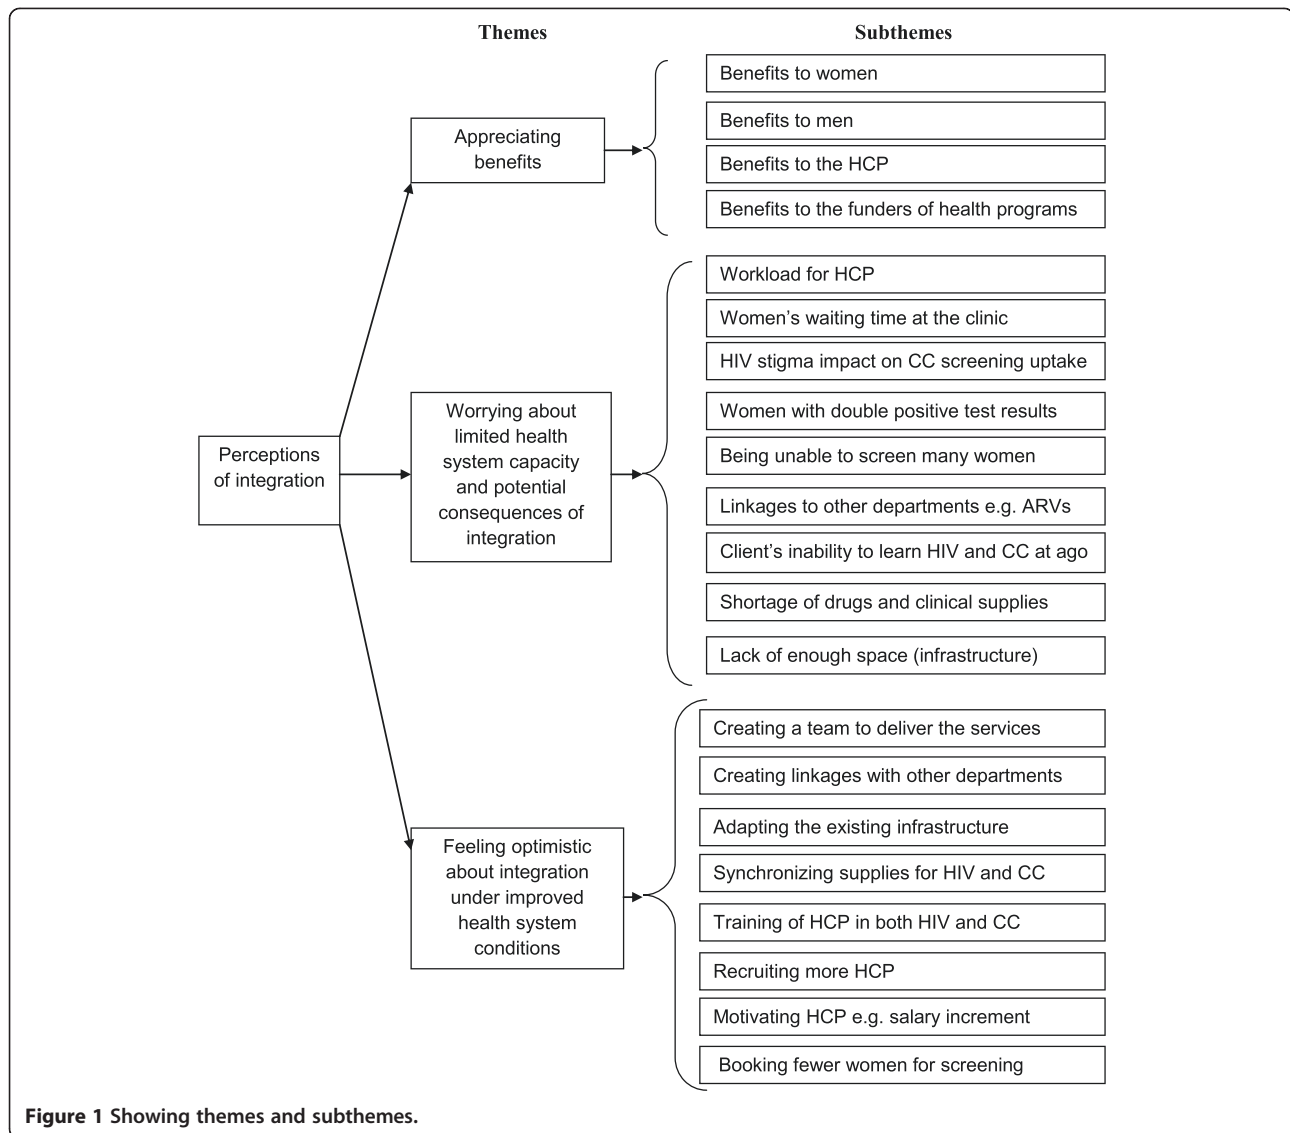 Themes
Subthemes
Perceptions
of integration
Appreciating
benefits
Benefits to women
Benefits to men
Benefits to the HCP
Benefits to the funders of health programs
Worrying about
limited health
system capacity
and potential
consequences of
integration
Workload for HCP
Women’s waiting time at the clinic
HIV stigma impact on CC screening uptake
Women with double positive test results
Being unable to screen many women
Linkages to other departments e.g. ARVs
Client’s inability to learn HIV and CC at ago
Shortage of drugs and clinical supplies
Lack of enough space (infrastructure)
Feeling optimistic
about integration
under improved
health system
conditions
Creating a team to deliver the services
Creating linkages with other departments
Adapting the existing infrastructure
Synchronizing supplies for HIV and CC
Training of HCP in both HIV and CC
Recruiting more HCP
Motivating HCP e.g. salary increment
Booking fewer women for screening
Figure 1 Showing themes and subthemes.